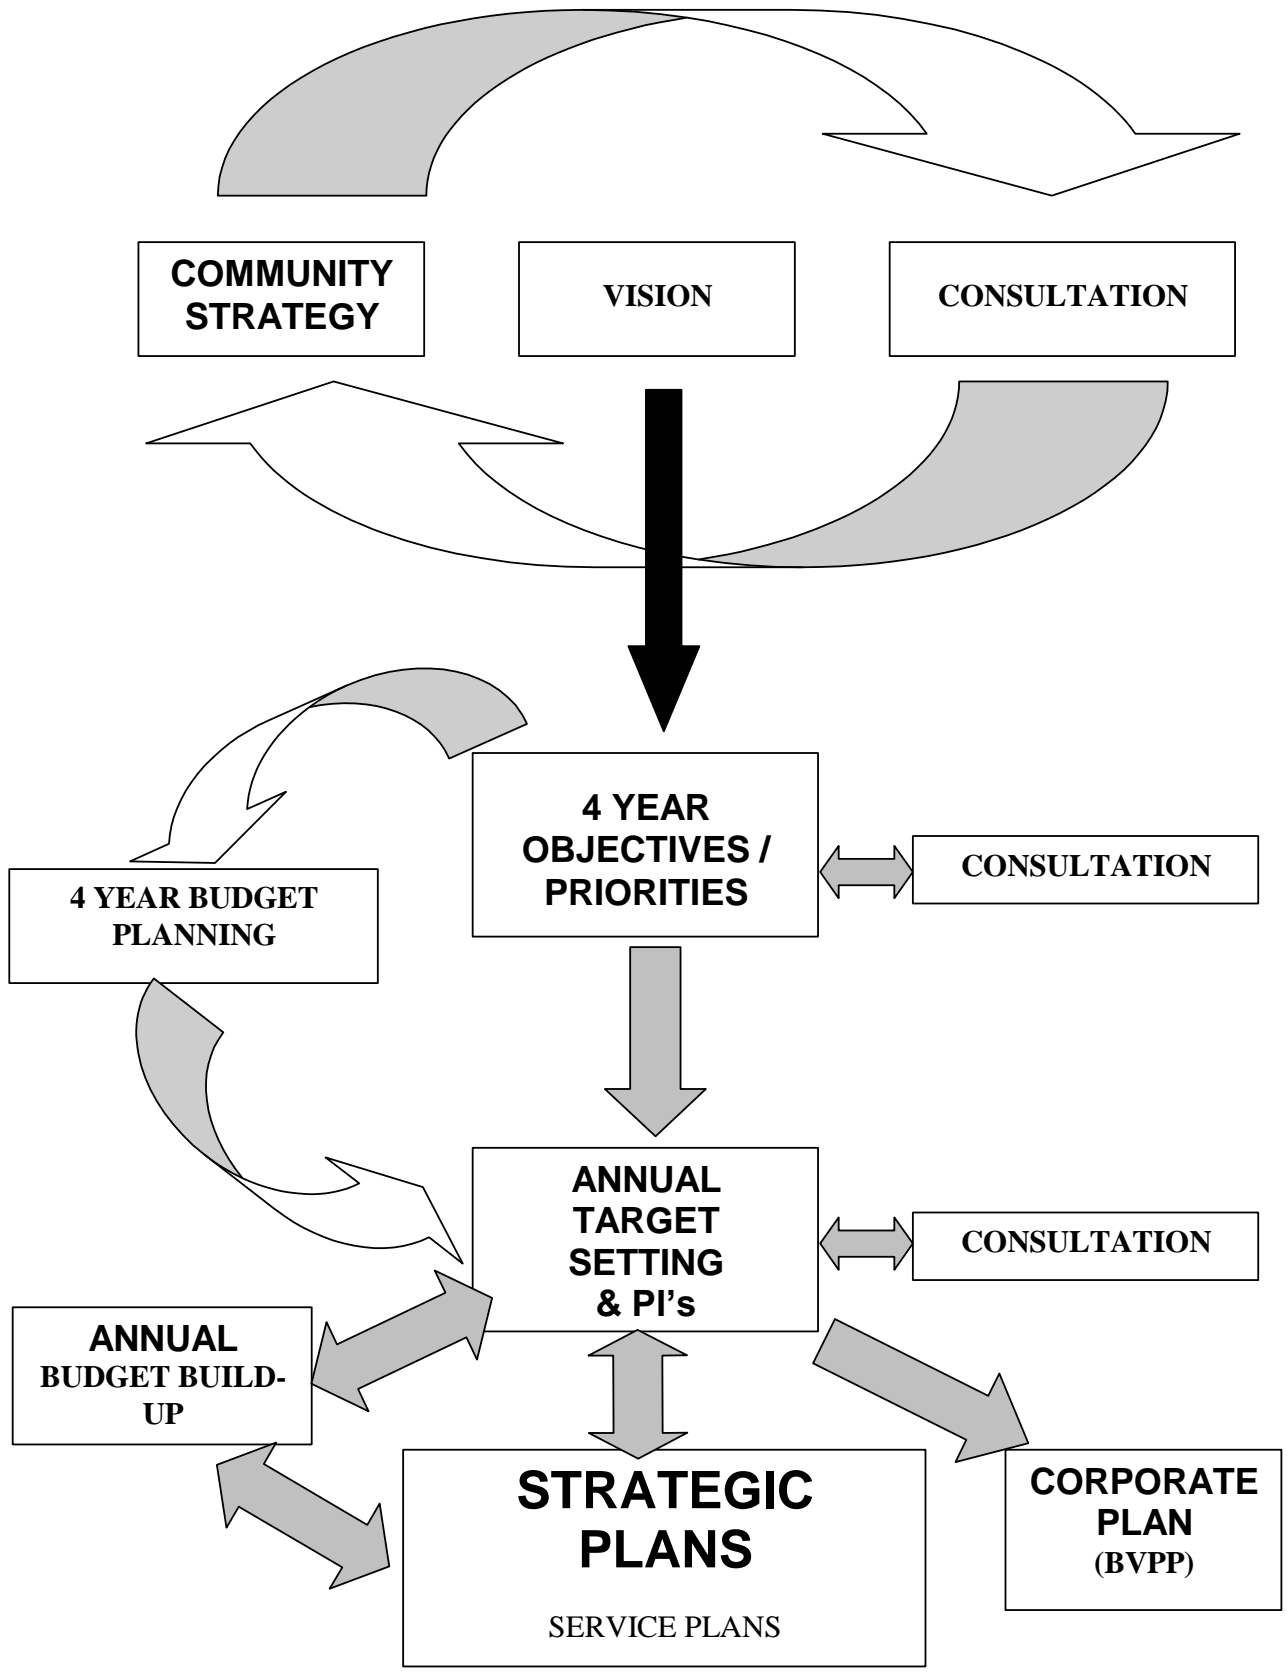 COMMUNITY
STRATEGY
VISION
CONSULTATION
4 YEAR
OBJECTIVES /
PRIORITIES
CONSULTATION
4 YEAR BUDGET
PLANNING
ANNUAL
TARGET
SETTING
& PI’s
CONSULTATION
ANNUAL
BUDGET BUILD-
UP
STRATEGIC
PLANS
SERVICE PLANS
CORPORATE
PLAN
(BVPP)